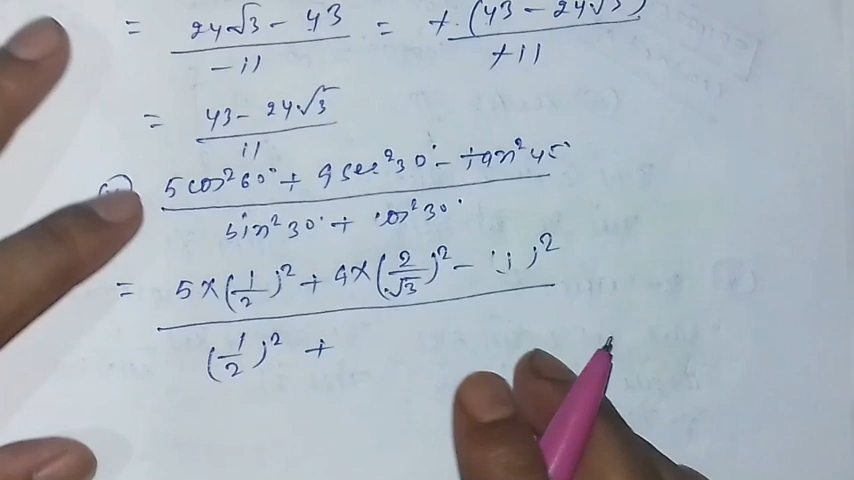 = 24√3 - 43 / -11 = +(43 - 24√3) / +11
= 43 - 24√3 / 11
5cos²60° + 4sec²30° - tan²45° / sin²30° + cos²30°
= 5×(1/2)² + 4×(2/√3)² - (1)² / (1/2)² +